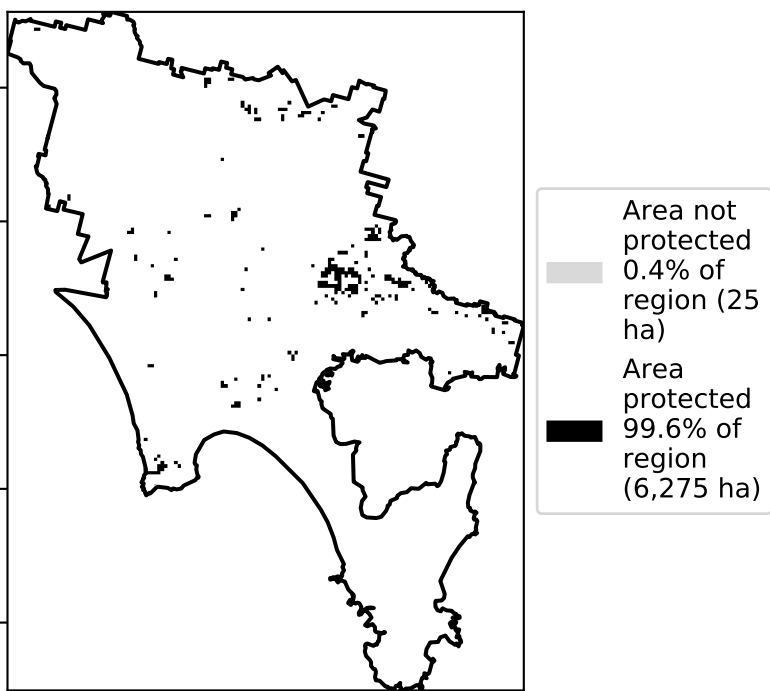 Area not
protected
0.4% of
region (25
ha)
Area
protected
99.6% of
region
(6,275 ha)